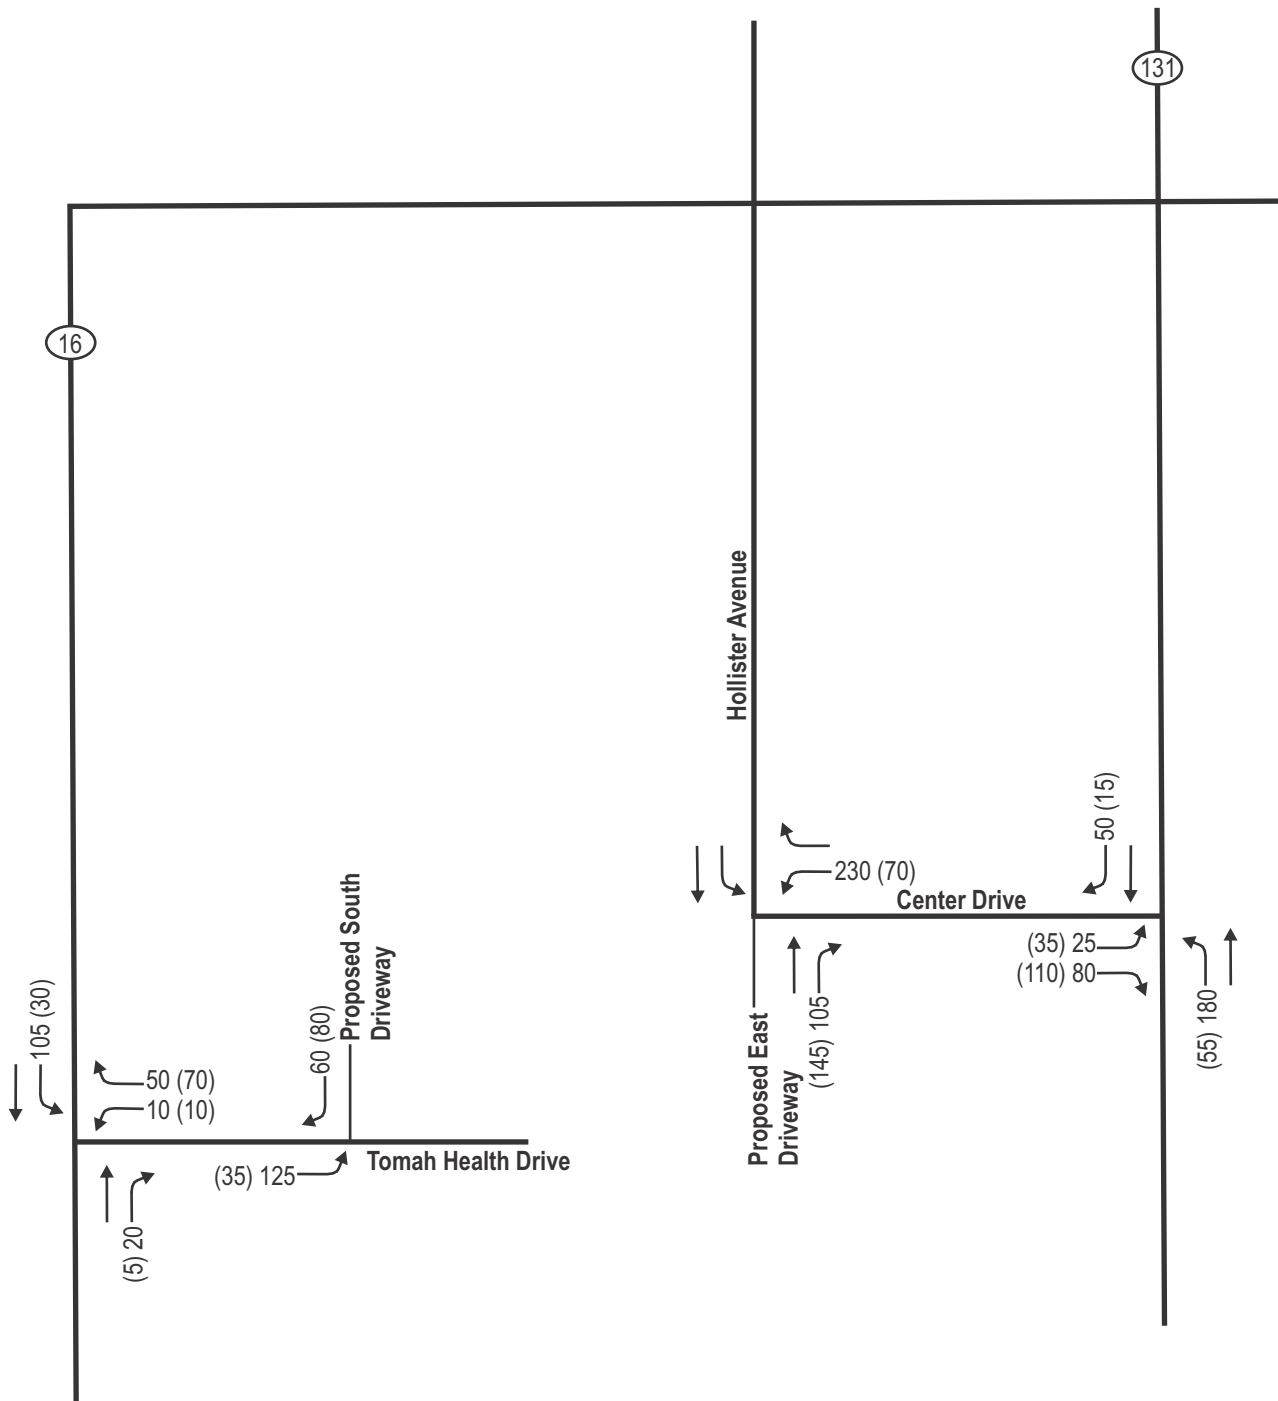 131
16
Hollister Avenue
50 (15)
230 (70)
Center Drive
(35) 25
(110) 80
(55) 180
(145) 105
Proposed East
Driveway
Proposed South
Driveway
60 (80)
105 (30)
50 (70)
10 (10)
Tomah Health Drive
(35) 125
(5) 20